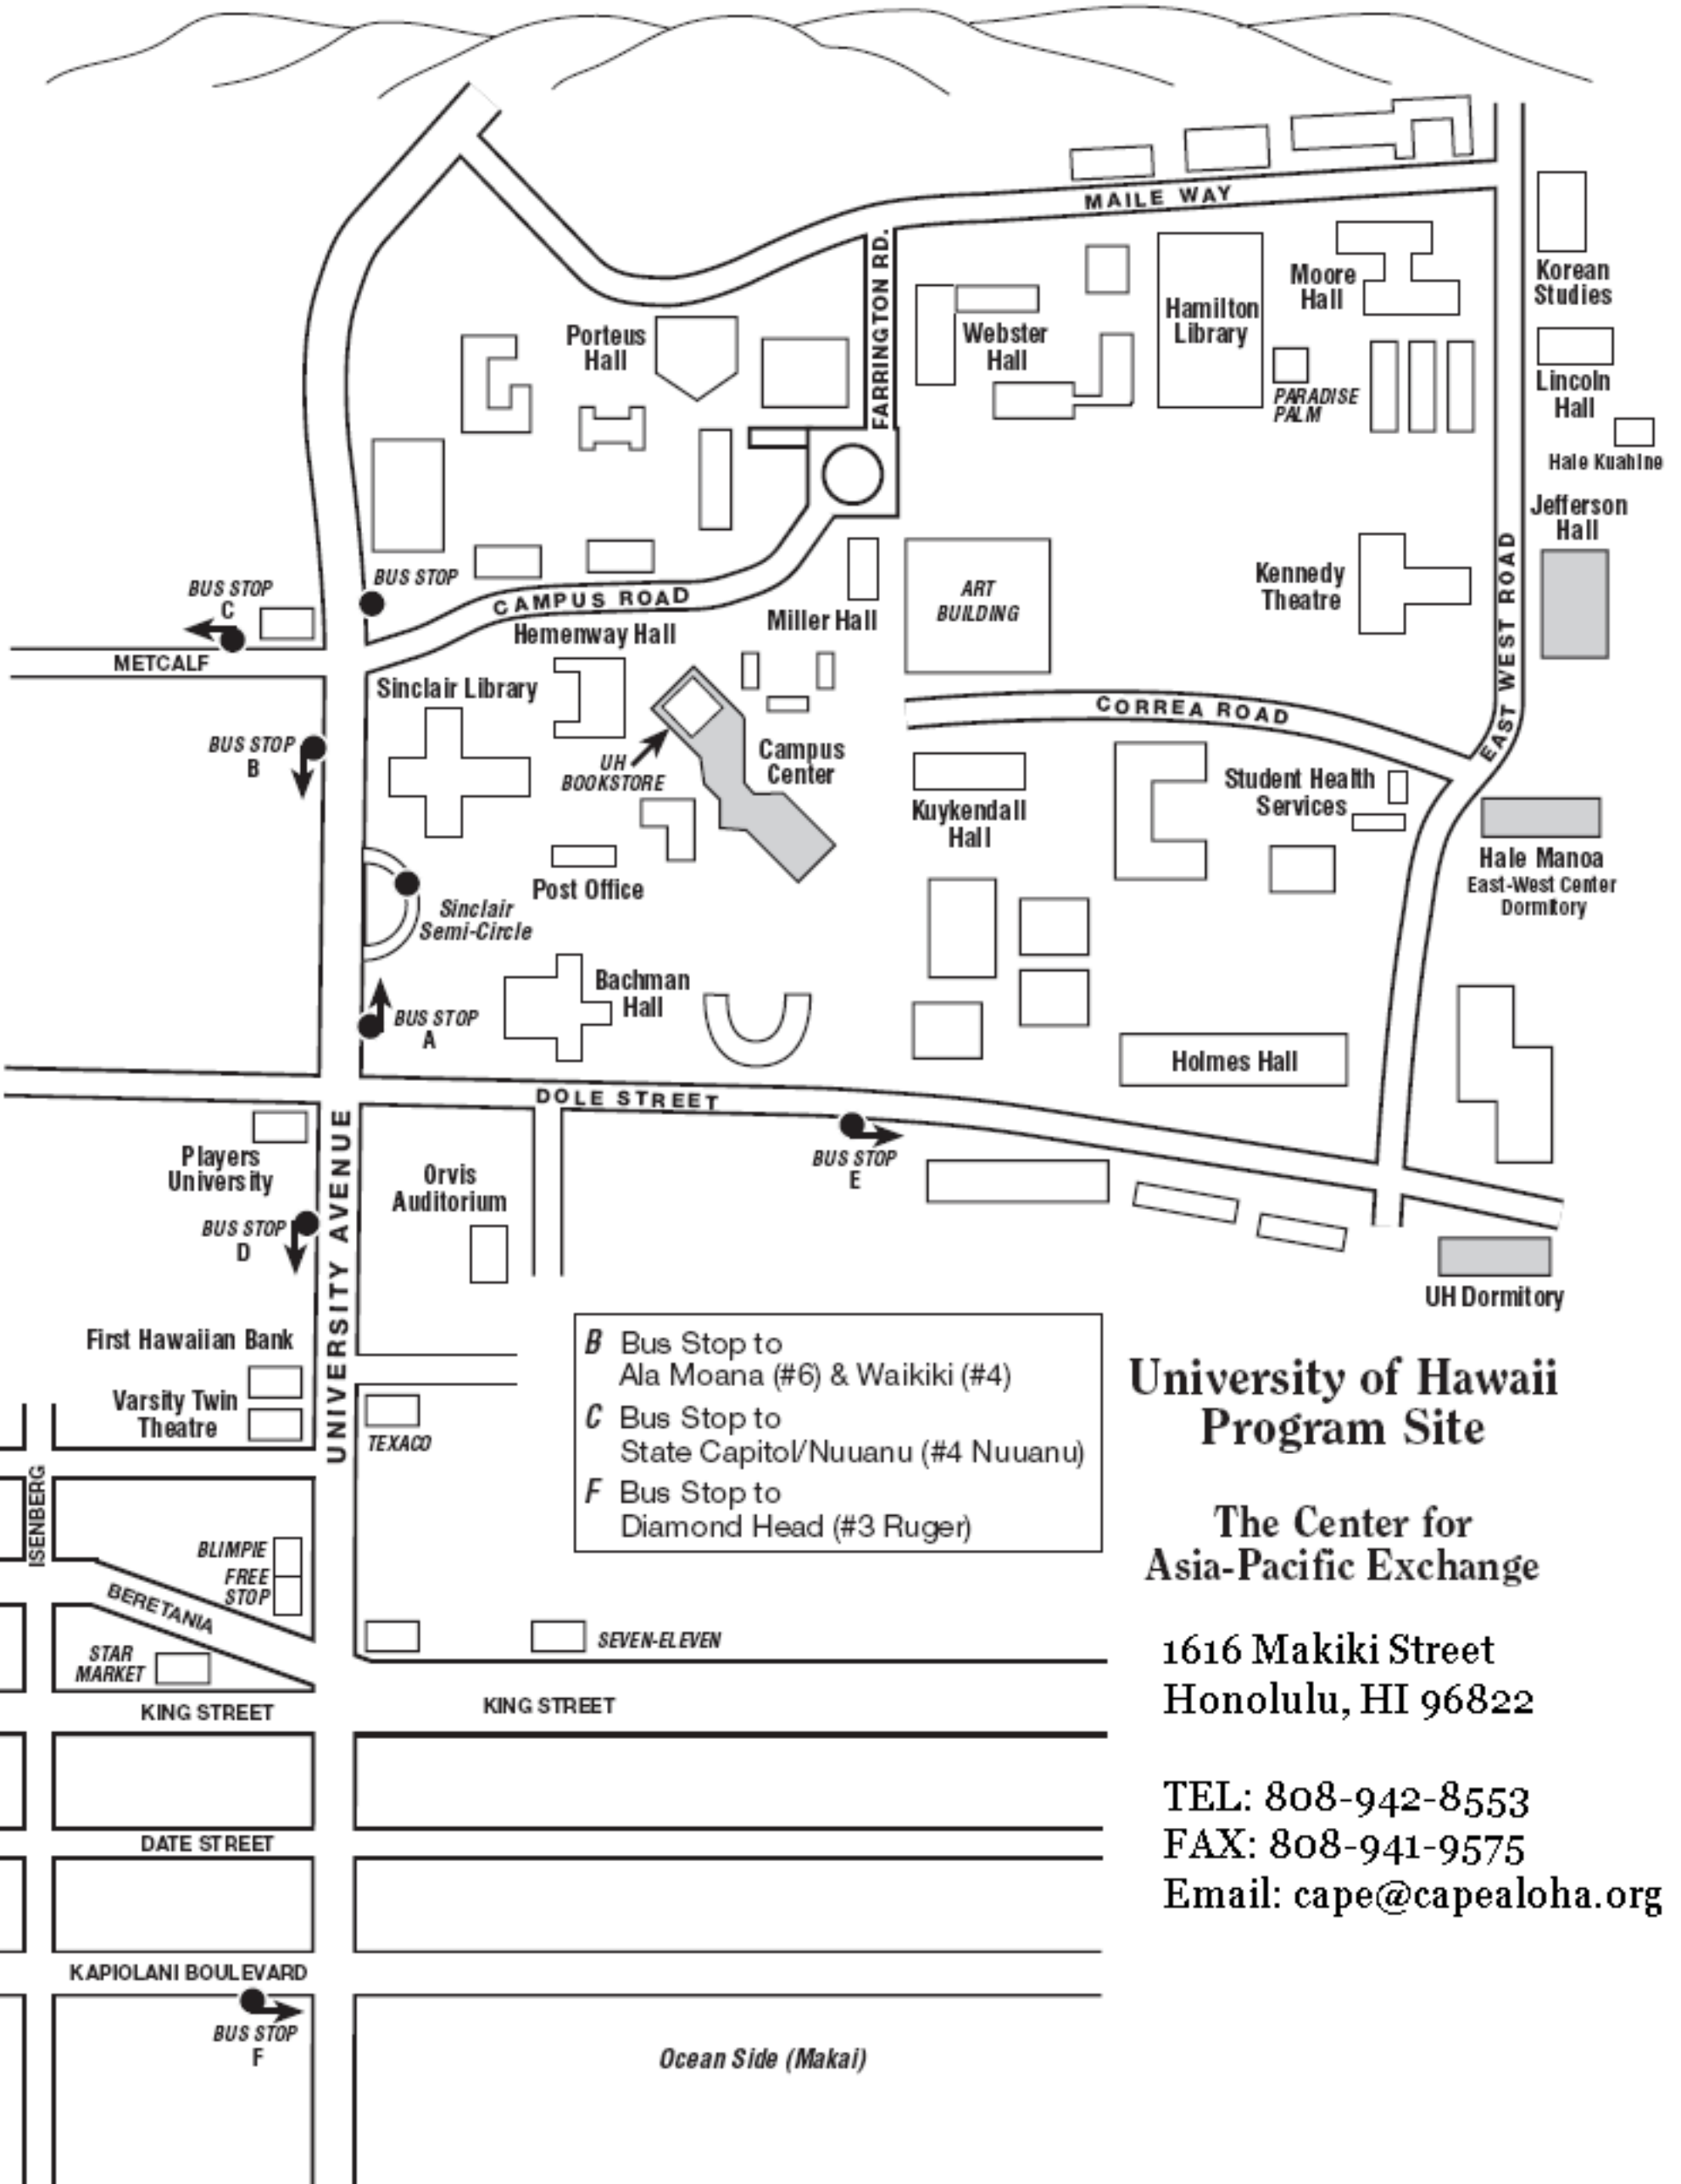 MAILE WAY
FARRINGTON RD.
Korean
Studies
Moore
Hall
Hamilton
Library
Porteus
Hall
Webster
Hall
Lincoln
Hall
PARADISE
PALM
Hale Kuahine
Jefferson
Hall
BUS STOP
BUS STOP
C
CAMPUS ROAD
Kennedy
Theatre
ART
BUILDING
Miller Hall
Hemenway Hall
EAST WEST ROAD
METCALF
Sinclair Library
CORREA ROAD
BUS STOP
B
UH
BOOKSTORE
Campus
Center
Student Health
Services
Kuykendall
Hall
Hale Manoa
East-West Center
Dormitory
Post Office
Sinclair
Semi-Circle
Bachman
Hall
BUS STOP
A
Holmes Hall
DOLE STREET
Players
University
UNIVERSITY AVENUE
Orvis
Auditorium
BUS STOP
E
BUS STOP
D
UH Dormitory
First Hawaiian Bank
Varsity Twin
Theatre
TEXACO
B Bus Stop to
Ala Moana (#6) & Waikiki (#4)
C Bus Stop to
State Capitol/Nuuanu (#4 Nuuanu)
F Bus Stop to
Diamond Head (#3 Ruger)
University of Hawaii
Program Site
The Center for
Asia-Pacific Exchange
ISENBERG
BLIMPIE
FREE
STOP
BERETANIA
STAR
MARKET
SEVEN-ELEVEN
KING STREET
KING STREET
1616 Makiki Street
Honolulu, HI 96822
TEL: 808-942-8553
FAX: 808-941-9575
Email: cape@capealoha.org
DATE STREET
KAPIOLANI BOULEVARD
BUS STOP
F
Ocean Side (Makai)